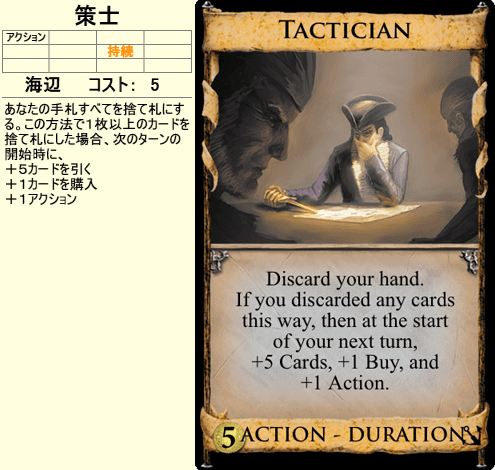 策士
アクション
持続
海辺 コスト: 5
あなたの手札すべてを捨て札にす
る。この方法で1枚以上のカードを
捨て札にした場合、次のターンの
開始時に、
+5カードを引く
+1カードを購入
+1アクション
TACTICIAN
Discard your hand.
If you discarded any cards
this way, then at the start
of your next turn,
+5 Cards, +1 Buy, and
+1 Action.
5 ACTION - DURATION